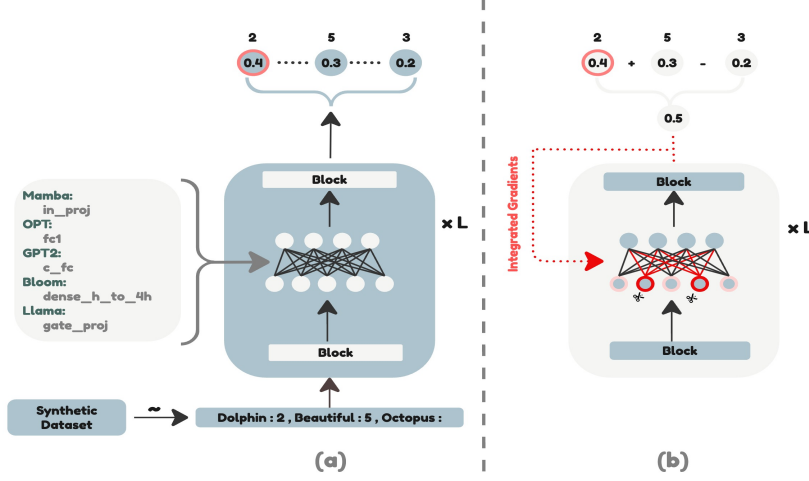 2 5 3
0.4 ...... 0.3 ...... 0.2
Block
x L
Mamba:
in_proj
OPT:
fc1
GPT2:
c_fc
Bloom:
dense_h_to_4h
Llama:
gate_proj
Block
Synthetic
Dataset
~
Dolphin : 2 , Beautiful : 5 , Octopus :
(a)
2 5 3
0.4 + 0.3 - 0.2
0.5
Integrated Gradients
Block
x L
Block
(b)